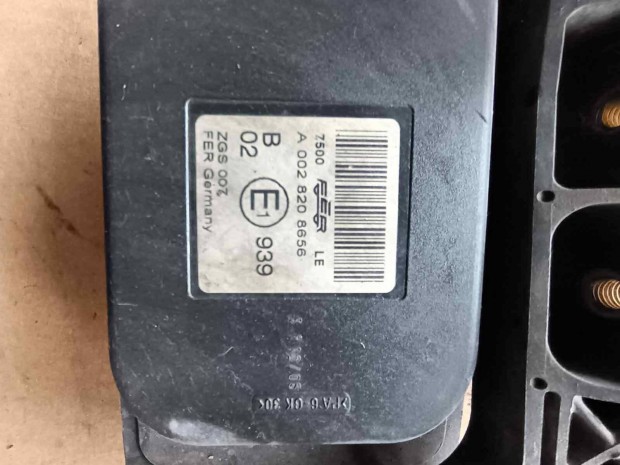 7500 FER LE
A 002 820 8656
B
02 E1 939
ZGS 007
FER Germany